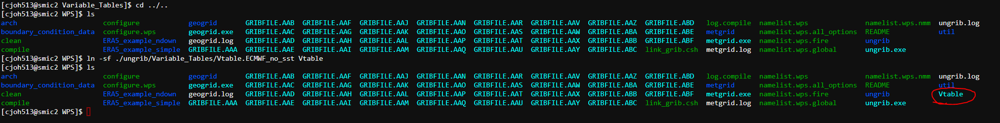 [cjoh513@smic2 Variable_Tables]$ cd ../..
[cjoh513@smic2 WPS]$ ls
arch configure geogrid GRIBFILE.AAB GRIBFILE.AAF GRIBFILE.AAJ GRIBFILE.AAN GRIBFILE.AAR GRIBFILE.AAV GRIBFILE.AAZ GRIBFILE.ABD log.compile namelist.wps namelist.wps.nmm ungrib.log
boundary_condition_data configure.wps geogrid.exe GRIBFILE.AAC GRIBFILE.AAG GRIBFILE.AAK GRIBFILE.AAO GRIBFILE.AAS GRIBFILE.AAW GRIBFILE.ABA GRIBFILE.ABE metgrid namelist.wps.all_options README util
clean ERA5_example_ndown geogrid.log GRIBFILE.AAD GRIBFILE.AAH GRIBFILE.AAL GRIBFILE.AAP GRIBFILE.AAT GRIBFILE.AAX GRIBFILE.ABB GRIBFILE.ABF metgrid.exe namelist.wps.fire ungrib
compile ERA5_example_simple GRIBFILE.AAA GRIBFILE.AAE GRIBFILE.AAI GRIBFILE.AAM GRIBFILE.AAQ GRIBFILE.AAU GRIBFILE.AAY GRIBFILE.ABC link_grib.csh metgrid.log namelist.wps.global ungrib.exe
[cjoh513@smic2 WPS]$ ln -sf ./ungrib/Variable_Tables/Vtable.ECMWF_no_sst Vtable
[cjoh513@smic2 WPS]$ ls
arch configure geogrid GRIBFILE.AAB GRIBFILE.AAF GRIBFILE.AAJ GRIBFILE.AAN GRIBFILE.AAR GRIBFILE.AAV GRIBFILE.AAZ GRIBFILE.ABD log.compile namelist.wps namelist.wps.nmm ungrib.log
boundary_condition_data configure.wps geogrid.exe GRIBFILE.AAC GRIBFILE.AAG GRIBFILE.AAK GRIBFILE.AAO GRIBFILE.AAS GRIBFILE.AAW GRIBFILE.ABA GRIBFILE.ABE metgrid namelist.wps.all_options README util
clean ERA5_example_ndown geogrid.log GRIBFILE.AAD GRIBFILE.AAH GRIBFILE.AAL GRIBFILE.AAP GRIBFILE.AAT GRIBFILE.AAX GRIBFILE.ABB GRIBFILE.ABF metgrid.exe namelist.wps.fire ungrib Vtable
compile ERA5_example_simple GRIBFILE.AAA GRIBFILE.AAE GRIBFILE.AAI GRIBFILE.AAM GRIBFILE.AAQ GRIBFILE.AAU GRIBFILE.AAY GRIBFILE.ABC link_grib.csh metgrid.log namelist.wps.global ungrib.exe
[cjoh513@smic2 WPS]$